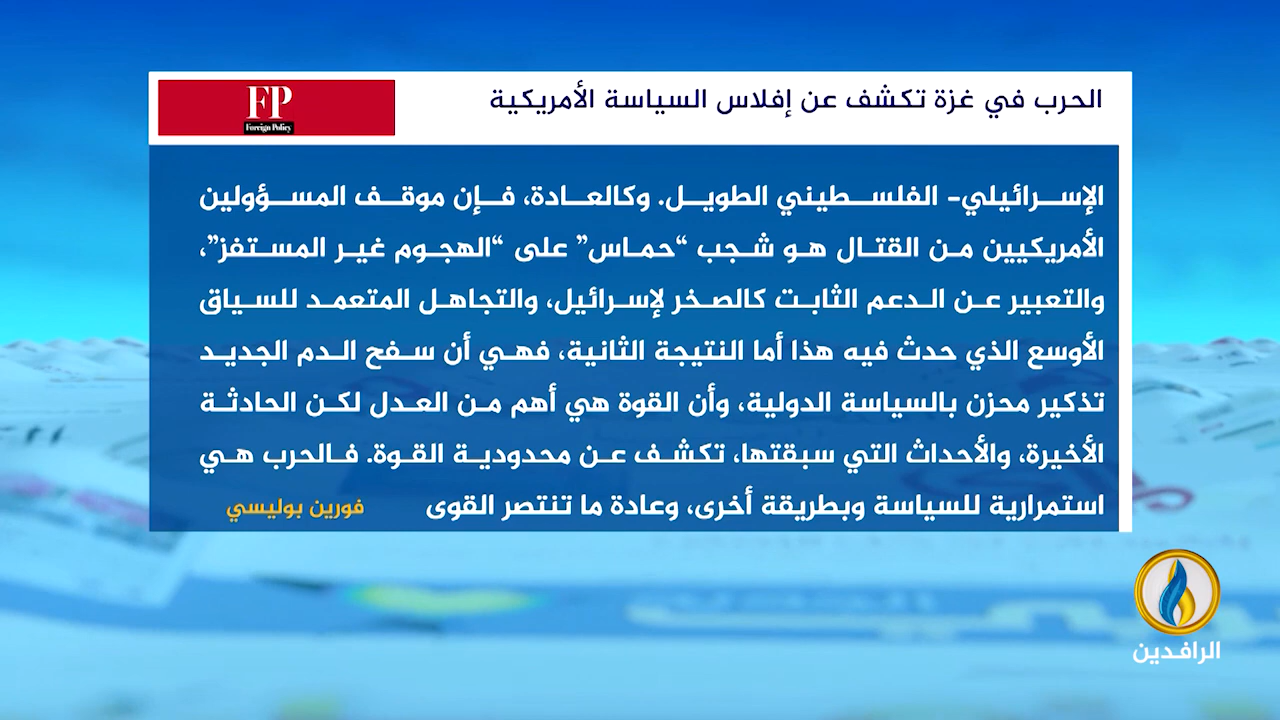 FP
Foreign Policy
الحرب في غزة تكشف عن إفلاس السياسة الأمريكية
الإسرائيلي- الفلسطيني الطويل. وكالعادة، فإن موقف المسؤولين
الأمريكيين من القتال هو شجب “حماس” على “الهجوم غير المستفز”،
والتعبير عن الدعم الثابت كالصخر لإسرائيل، والتجاهل المتعمد للسياق
الأوسع الذي حدث فيه هذا أما النتيجة الثانية، فهي أن سفح الدم الجديد
تذكير محزن بالسياسة الدولية، وأن القوة هي أهم من العدل لكن الحادثة
الأخيرة، والأحداث التي سبقتها، تكشف عن محدودية القوة. فالحرب هي
استمرارية للسياسة وبطريقة أخرى، وعادة ما تنتصر القوى
فورين بوليسي
الرافدين